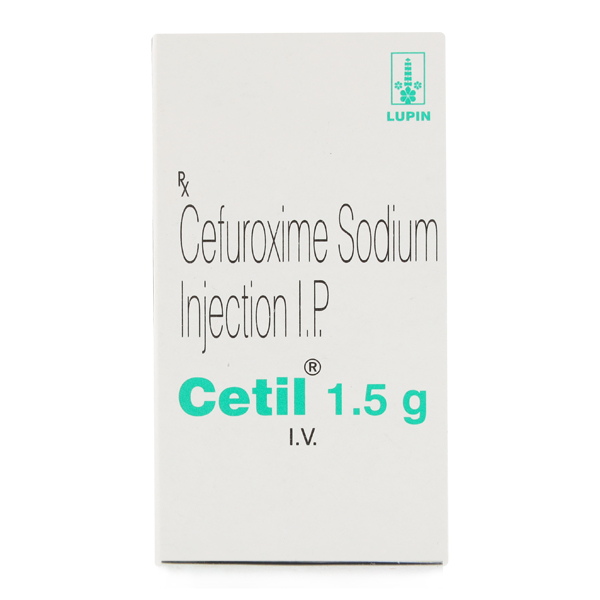 LUPIN
Rx
Cefuroxime Sodium
Injection I.P.
Cetil® 1.5 g
I.V.